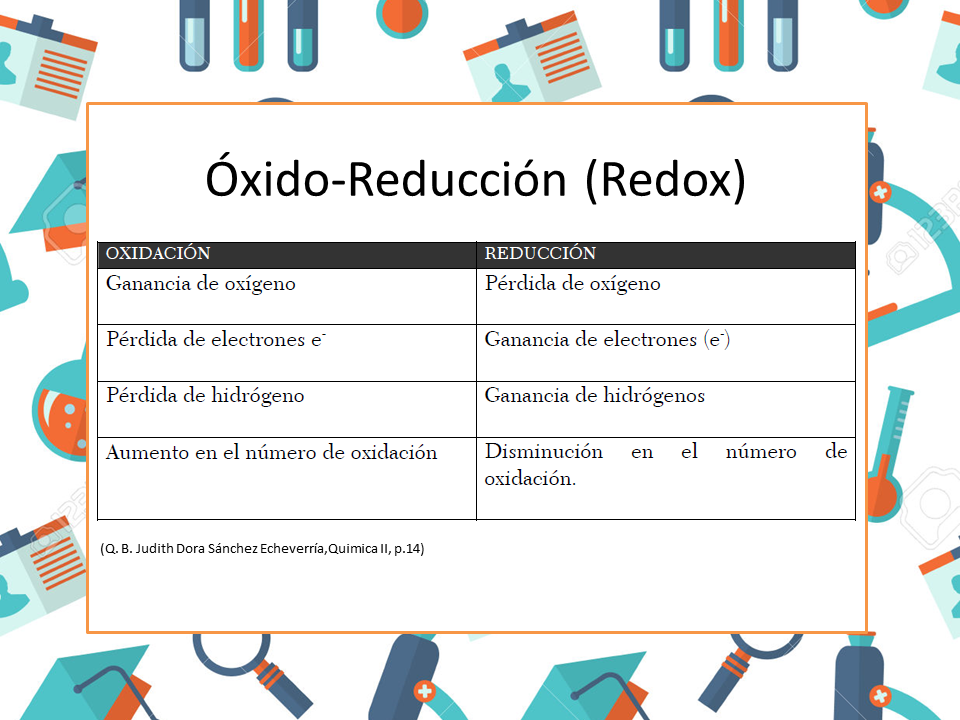 Óxido-Reducción (Redox)
OXIDACIÓN
REDUCCIÓN
Ganancia de oxígeno
Pérdida de oxígeno
Pérdida de electrones e-
Ganancia de electrones (e-)
Pérdida de hidrógeno
Ganancia de hidrógenos
Aumento en el número de oxidación
Disminución en el número de
oxidación.
(Q. B. Judith Dora Sánchez Echeverría,Quimica II, p.14)